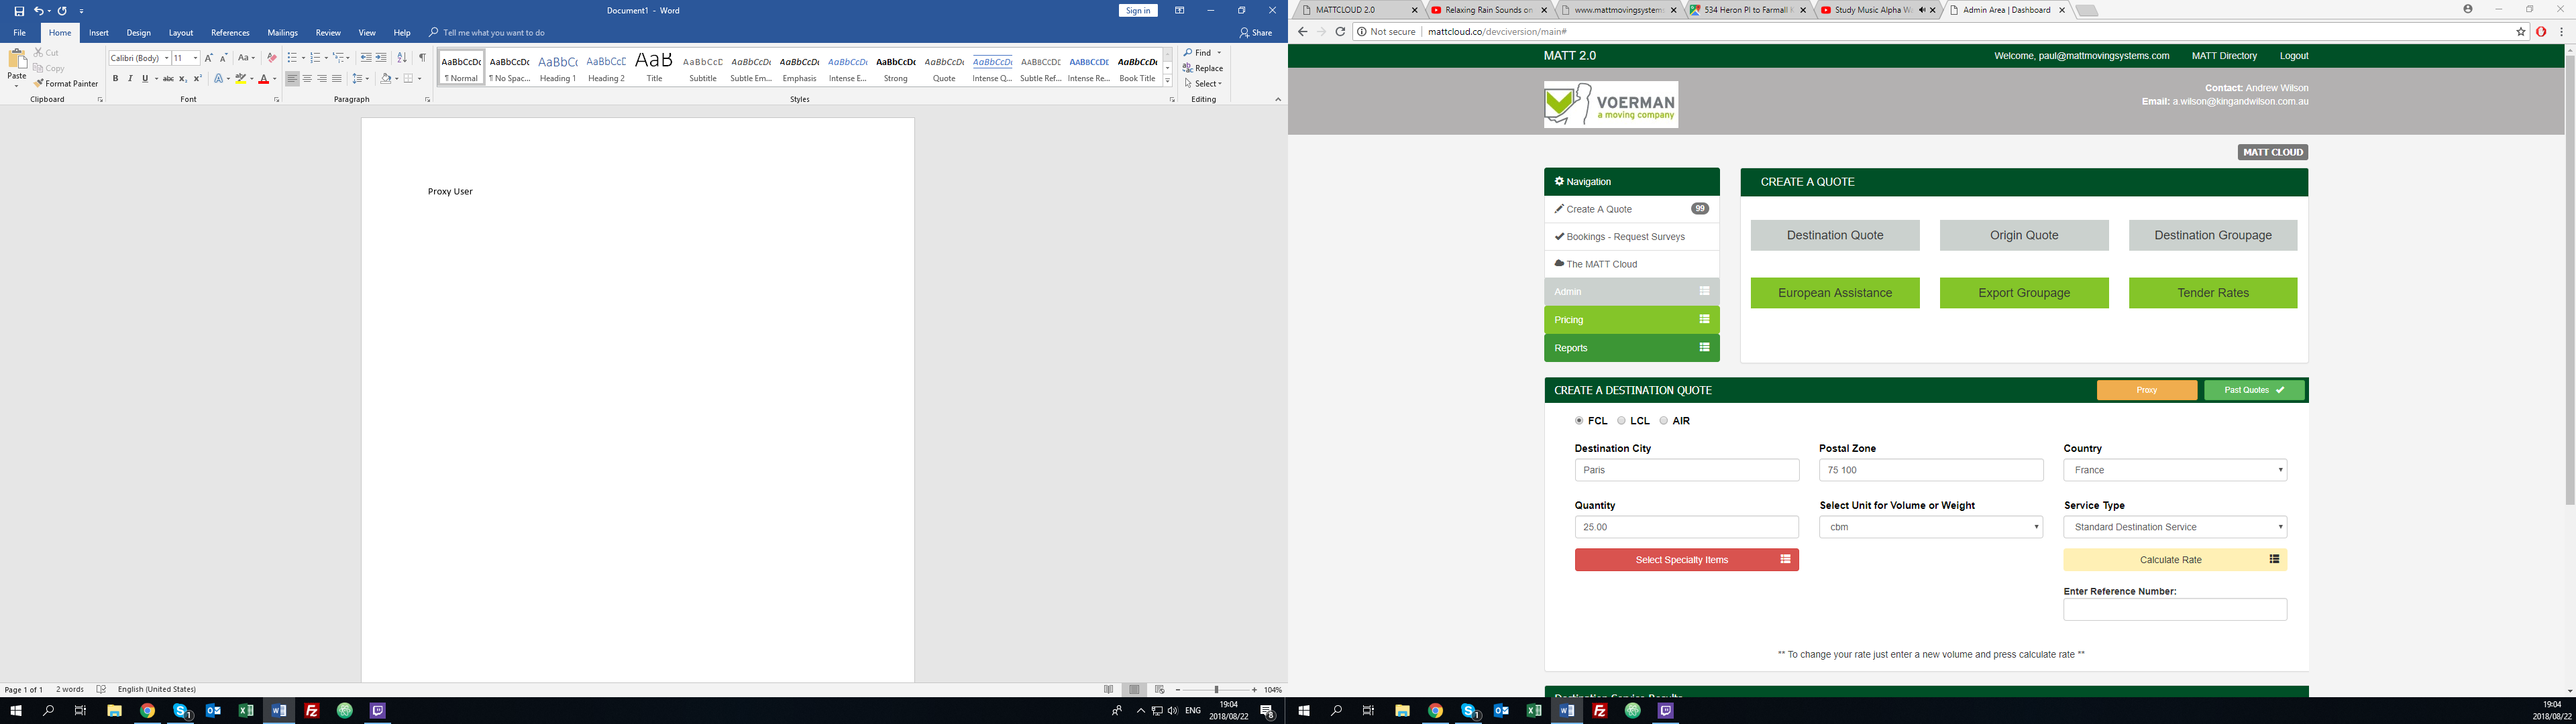 Document1 - Word
Sign in
File Home Insert Design Layout References Mailings Review View Help Tell me what you want to do
Share
Paste
Cut
Copy
Format Painter
Clipboard
Calibri (Body) 11
Font
Paragraph
¶ Normal
¶ No Spac...
Heading 1
Heading 2
Title
Subtitle
Subtle Em...
Emphasis
Intense E...
Strong
Quote
Intense Q...
Subtle Ref...
Intense Re...
Book Title
Styles
Find
Replace
Select
Editing
Proxy User
Page 1 of 1 2 words English (United States)
104%
ENG
19:04
2018/08/22
MATTCLOUD 2.0
Relaxing Rain Sounds on
www.mattmovingsystems
534 Heron Pl to Farmall
Study Music Alpha W
Admin Area | Dashboard
Not secure | mattcloud.co/devciversion/main#
MATT 2.0
Welcome, paul@mattmovingsystems.com MATT Directory Logout
VOERMAN
a moving company
Contact: Andrew Wilson
Email: a.wilson@kingandwilson.com.au
MATT CLOUD
Navigation
Create A Quote 99
Bookings - Request Surveys
The MATT Cloud
Admin
Pricing
Reports
CREATE A QUOTE
Destination Quote Origin Quote Destination Groupage
European Assistance Export Groupage Tender Rates
CREATE A DESTINATION QUOTE
Proxy Past Quotes
FCL LCL AIR
Destination City Postal Zone Country
Paris 75 100 France
Quantity Select Unit for Volume or Weight Service Type
25.00 cbm Standard Destination Service
Select Specialty Items Calculate Rate
Enter Reference Number:
** To change your rate just enter a new volume and press calculate rate **
Destination Service Results
19:04
2018/08/22